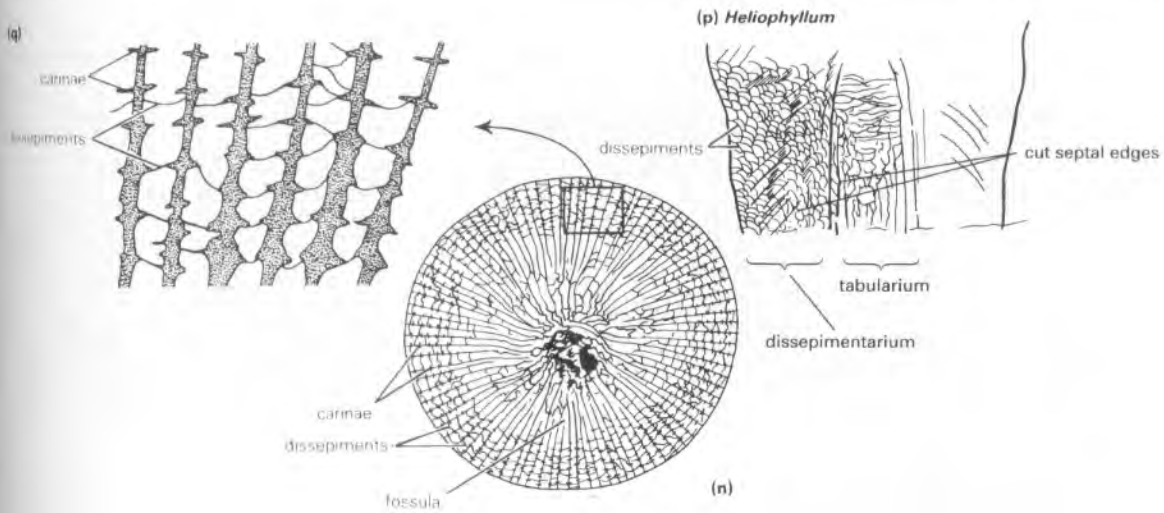 (q)
carinae
dissepiments
(p) Heliophyllum
dissepiments
cut septal edges
tabularium
dissepimentarium
carinae
dissepiments
fossula
(n)